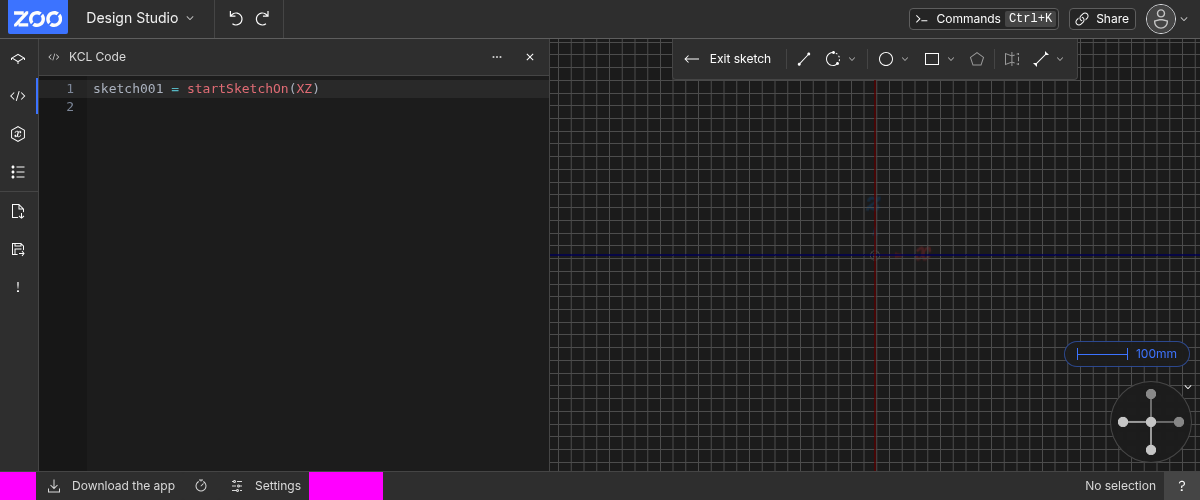 ZOO Design Studio
Commands Ctrl+K Share
KCL Code
Exit sketch
1 sketch001 = startSketchOn(XZ)
2
100mm
Download the app Settings
No selection ?